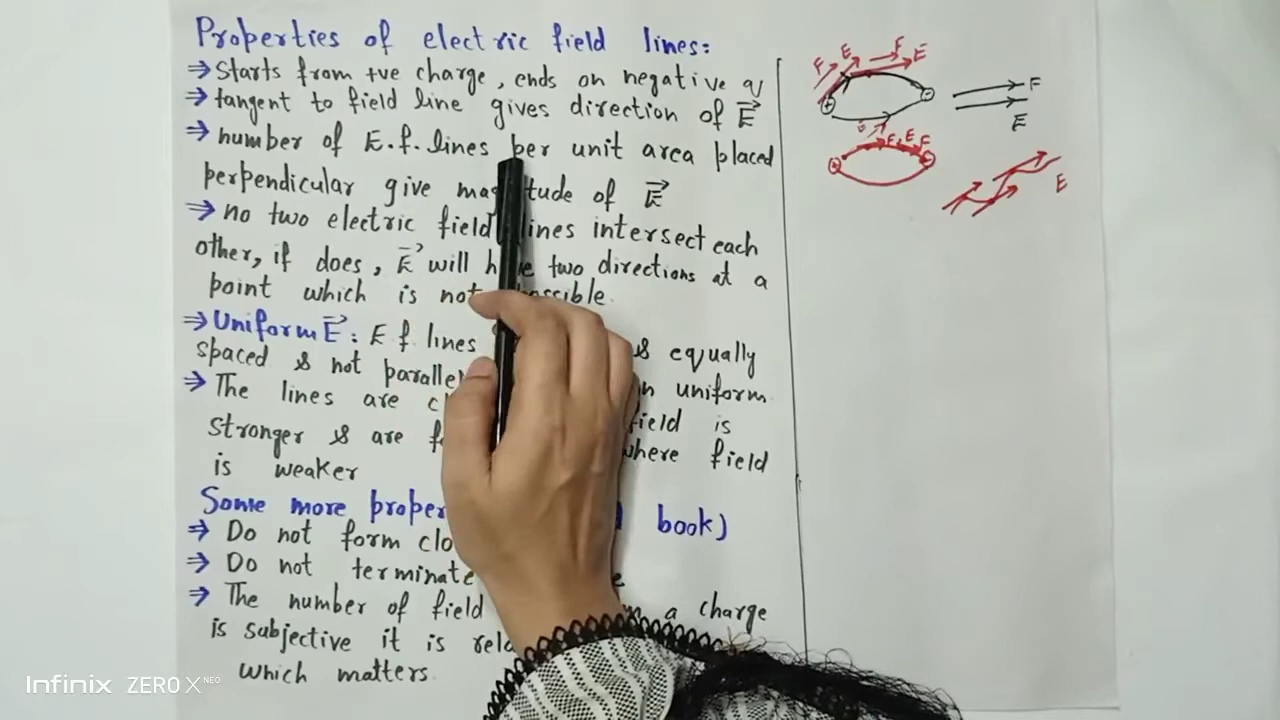 Properties of electric field lines:
⇒ Starts from +ve charge, ends on negative q
⇒ tangent to field line gives direction of E⃗
⇒ number of E.f. lines per unit area placed
perpendicular give mag tude of E⃗
⇒ no two electric field lines intersect each
other, if does, E⃗ will h e two directions at a
point which is not possible.
⇒ Uniform E⃗: E f lines & equally
spaced & not parallel n uniform
⇒ The lines are field is
stronger & are where field
is weaker
Some more proper book)
⇒ Do not form clo
⇒ Do not terminate
⇒ The number of field a charge
is subjective it is rela
which matters.
F E F E
+ - F
E
E F E F
+ - E
Infinix ZERO X NEO